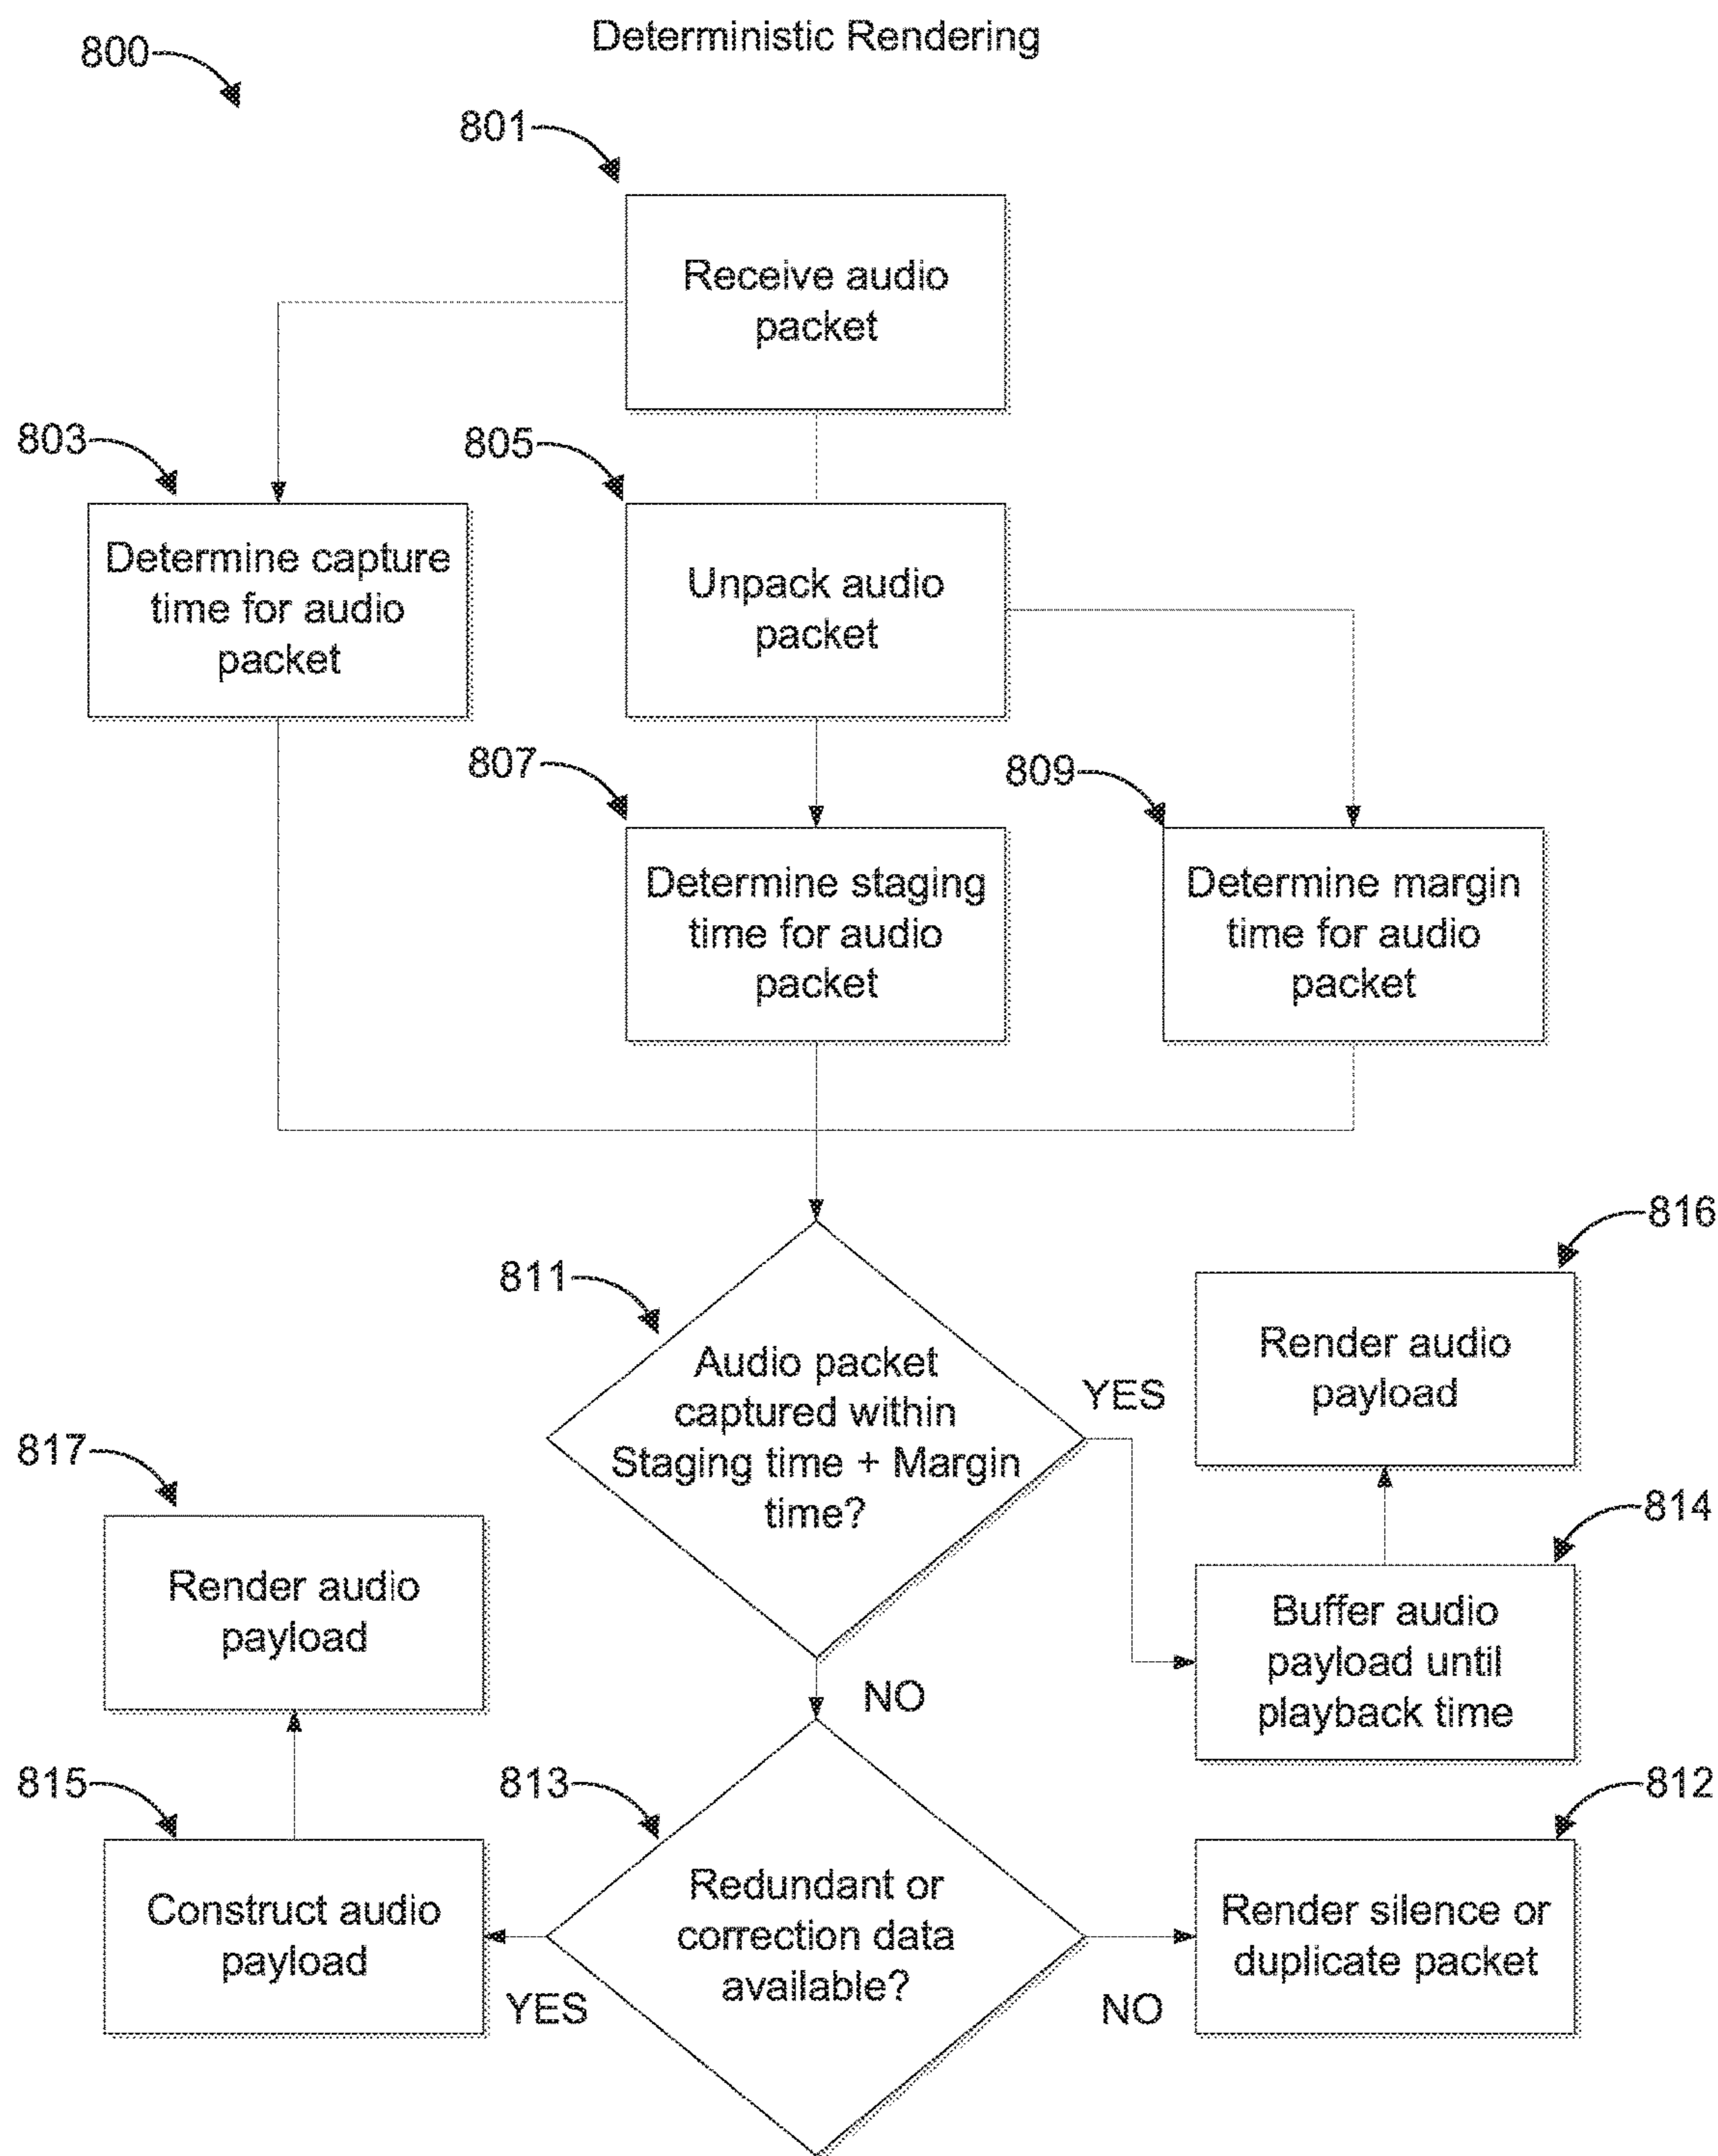 Deterministic Rendering
800
801
Receive audio
packet
803
Determine capture
time for audio
packet
805
Unpack audio
packet
807
Determine staging
time for audio
packet
809
Determine margin
time for audio
packet
811
Audio packet
captured within
Staging time + Margin
time?
YES
NO
816
Render audio
payload
814
Buffer audio
payload until
playback time
817
Render audio
payload
815
Construct audio
payload
813
Redundant or
correction data
available?
YES
NO
812
Render silence or
duplicate packet